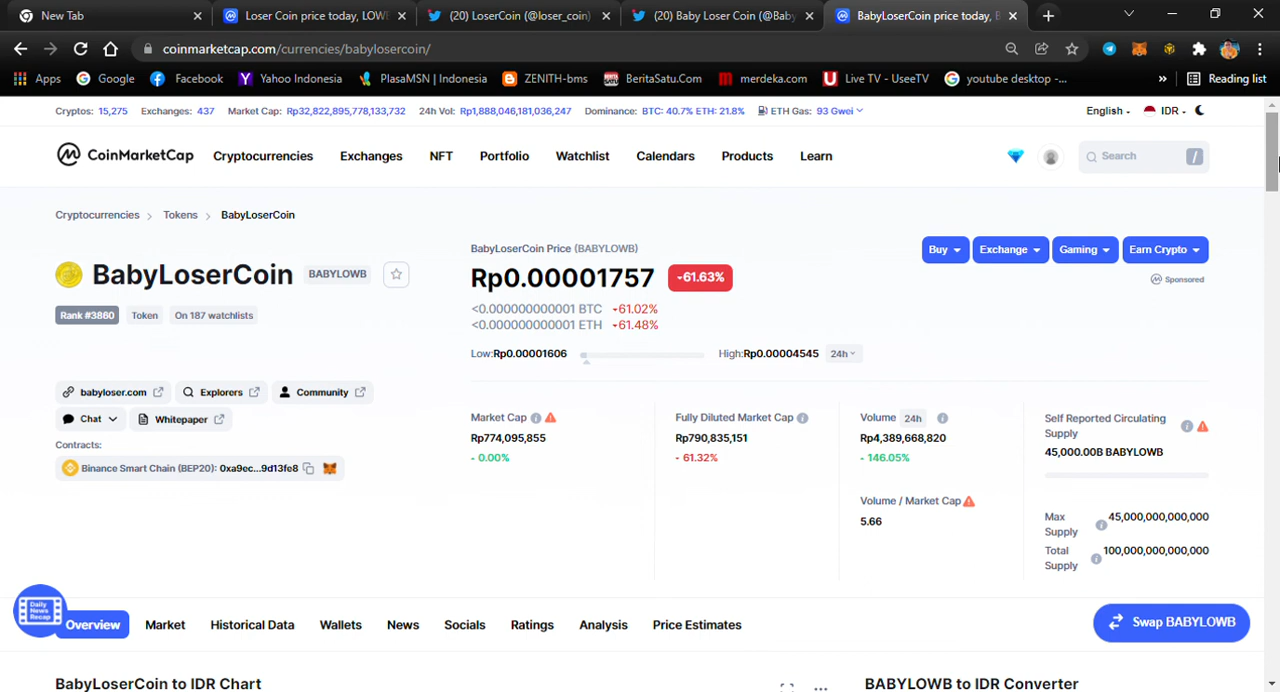 New Tab
Loser Coin price today, LOWB
(20) LoserCoin (@loser_coin)
(20) Baby Loser Coin (@Baby
BabyLoserCoin price today, B
coinmarketcap.com/currencies/babylosercoin/
Apps
Google
Facebook
Yahoo Indonesia
PlasaMSN | Indonesia
ZENITH-bms
BeritaSatu.Com
merdeka.com
Live TV - UseeTV
youtube desktop -...
»
Reading list
Cryptos: 15,275 Exchanges: 437 Market Cap: Rp32,822,895,778,133,732 24h Vol: Rp1,888,046,181,036,247 Dominance: BTC: 40.7% ETH: 21.8% ETH Gas: 93 Gwei
English
IDR
CoinMarketCap
Cryptocurrencies
Exchanges
NFT
Portfolio
Watchlist
Calendars
Products
Learn
Search
/
Cryptocurrencies > Tokens > BabyLoserCoin
BabyLoserCoin BABYLOWB
Rank #3860
Token
On 187 watchlists
babyloser.com
Explorers
Community
Chat
Whitepaper
Contracts:
Binance Smart Chain (BEP20): 0xa9ec...9d13fe8
BabyLoserCoin Price (BABYLOWB)
Rp0.00001757 -61.63%
<0.000000000001 BTC -61.02%
<0.000000000001 ETH -61.48%
Low:Rp0.00001606
High:Rp0.00004545
24h
Buy
Exchange
Gaming
Earn Crypto
Sponsored
Market Cap
Rp774,095,855
- 0.00%
Fully Diluted Market Cap
Rp790,835,151
- 61.32%
Volume 24h
Rp4,389,668,820
- 146.05%
Volume / Market Cap
5.66
Self Reported Circulating
Supply
45,000.00B BABYLOWB
Max
Supply
45,000,000,000,000
Total
Supply
100,000,000,000,000
Daily
News
Recap
Overview
Market
Historical Data
Wallets
News
Socials
Ratings
Analysis
Price Estimates
Swap BABYLOWB
BabyLoserCoin to IDR Chart
BABYLOWB to IDR Converter